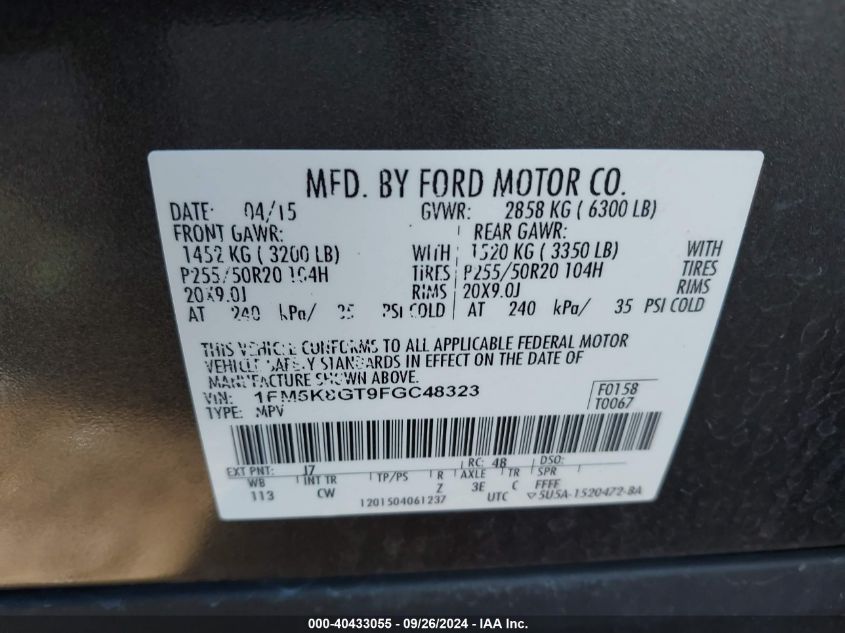 MFD. BY FORD MOTOR CO.
DATE: 04/15 GVWR: 2858 KG ( 6300 LB)
FRONT GAWR: REAR GAWR:
1452 KG ( 3200 LB) WITH 1520 KG ( 3350 LB) WITH
P255/50R20 104H TIRES P255/50R20 104H TIRES
20X9.0J RIMS 20X9.0J RIMS
AT 240 kPa/ 35 PSI COLD AT 240 kPa/ 35 PSI COLD
THIS VEHICLE CONFORMS TO ALL APPLICABLE FEDERAL MOTOR
VEHICLE SAFETY STANDARDS IN EFFECT ON THE DATE OF
MANUFACTURE SHOWN ABOVE.
VIN: 1FM5K8GT9FGC48323 F0158
TYPE: MPV T0067
EXT PNT: J7 RC: 48 DSO:
WB INT TR TP/PS R AXLE TR SPR
113 CW Z 3E C FFFF
1201504061237 UTC ▽5U5A-1520472-BA
000-40433055 - 09/26/2024 - IAA Inc.